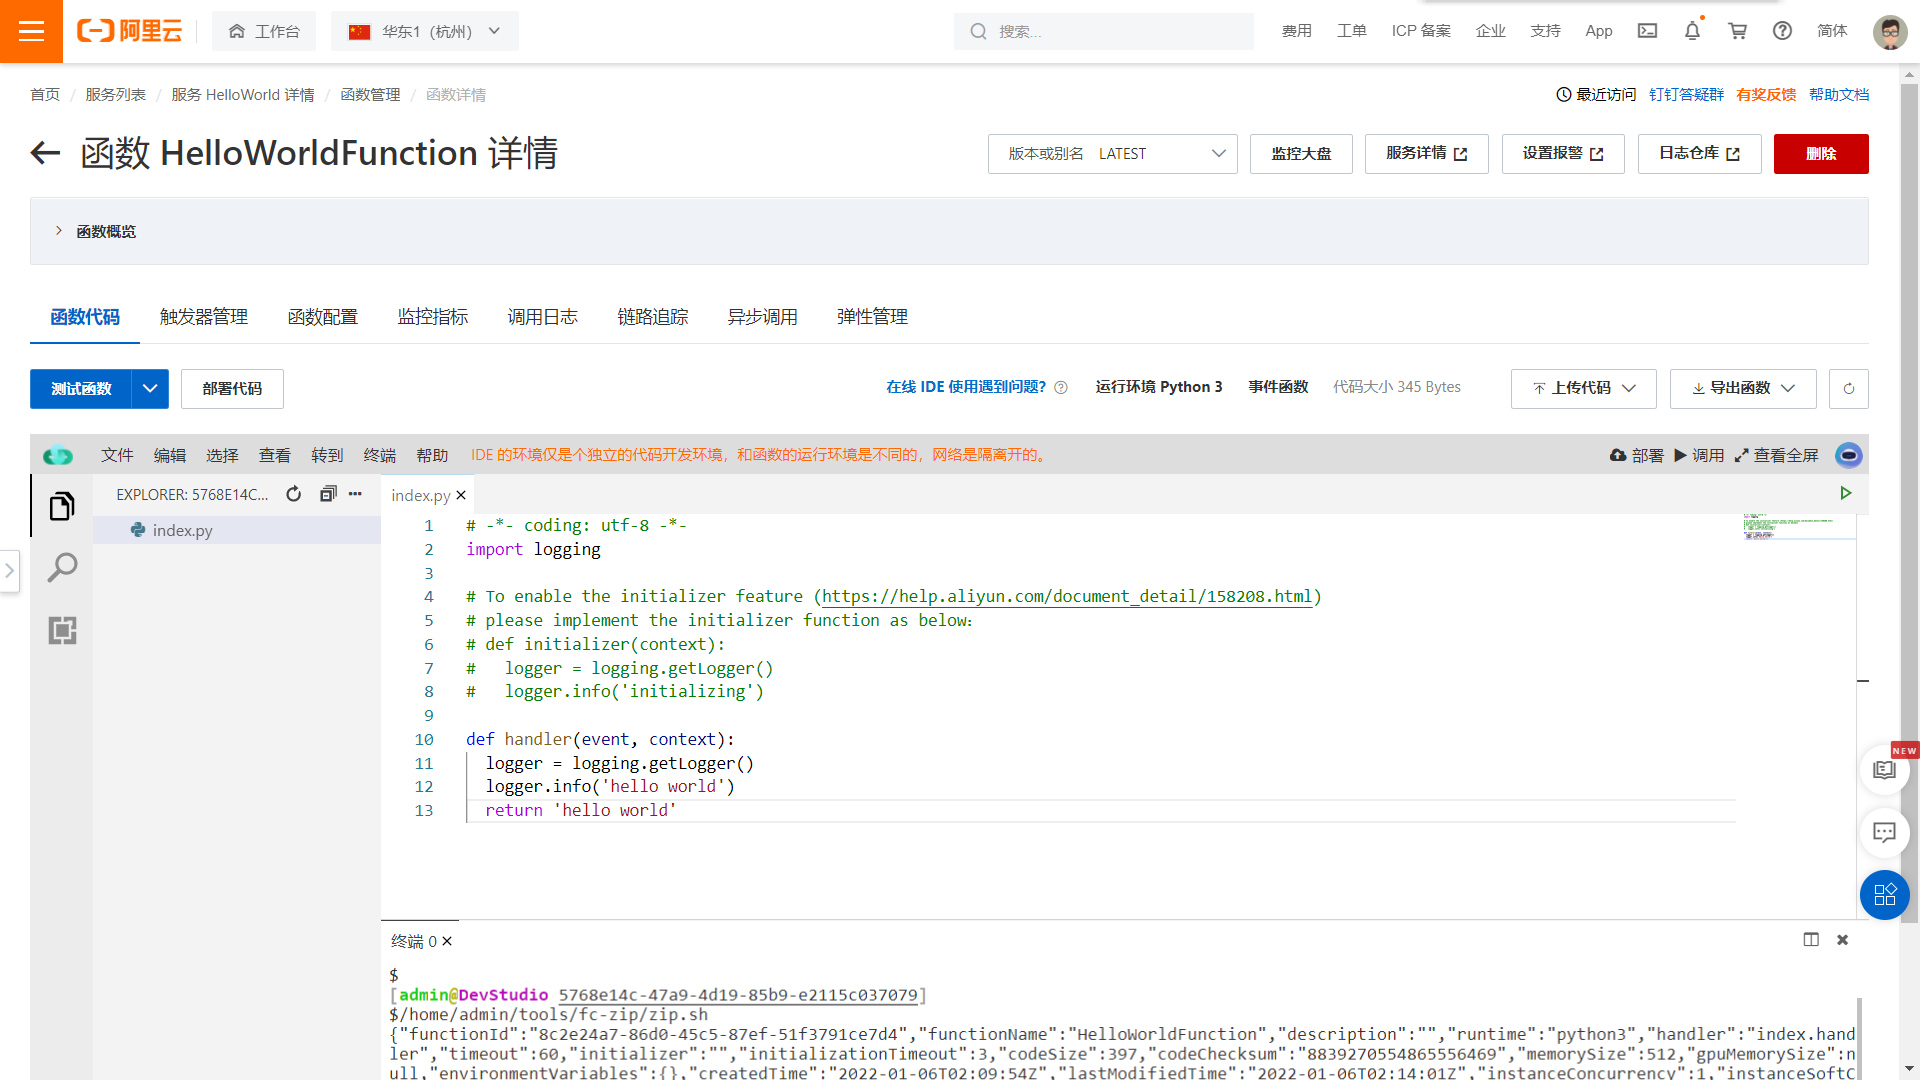 阿里云 工作台 华东1（杭州） 搜索... 费用 工单 ICP 备案 企业 支持 App 简体
首页 / 服务列表 / 服务 HelloWorld 详情 / 函数管理 / 函数详情 最近访问 钉钉答疑群 有奖反馈 帮助文档
函数 HelloWorldFunction 详情 版本或别名 LATEST 监控大盘 服务详情 设置报警 日志仓库 删除
函数概览
函数代码 触发器管理 函数配置 监控指标 调用日志 链路追踪 异步调用 弹性管理
测试函数 部署代码 在线 IDE 使用遇到问题? 运行环境 Python 3 事件函数 代码大小 345 Bytes 上传代码 导出函数
文件 编辑 选择 查看 转到 终端 帮助 IDE 的环境仅是个独立的代码开发环境，和函数的运行环境是不同的，网络是隔离开的。 部署 调用 查看全屏
EXPLORER: 5768E14C... index.py
index.py
1 # -*- coding: utf-8 -*-
2 import logging
3
4 # To enable the initializer feature (https://help.aliyun.com/document_detail/158208.html)
5 # please implement the initializer function as below:
6 # def initializer(context):
7 #   logger = logging.getLogger()
8 #   logger.info('initializing')
9
10 def handler(event, context):
11   logger = logging.getLogger()
12   logger.info('hello world')
13   return 'hello world'
NEW
终端 0
$
[admin@DevStudio 5768e14c-47a9-4d19-85b9-e2115c037079]
$/home/admin/tools/fc-zip/zip.sh
{"functionId":"8c2e24a7-86d0-45c5-87ef-51f3791ce7d4","functionName":"HelloWorldFunction","description":"","runtime":"python3","handler":"index.hand
ler","timeout":60,"initializer":"","initializationTimeout":3,"codeSize":397,"codeChecksum":"8839270554865556469","memorySize":512,"gpuMemorySize":n
ull,"environmentVariables":{},"createdTime":"2022-01-06T02:09:54Z","lastModifiedTime":"2022-01-06T02:14:01Z","instanceConcurrency":1,"instanceSoftC